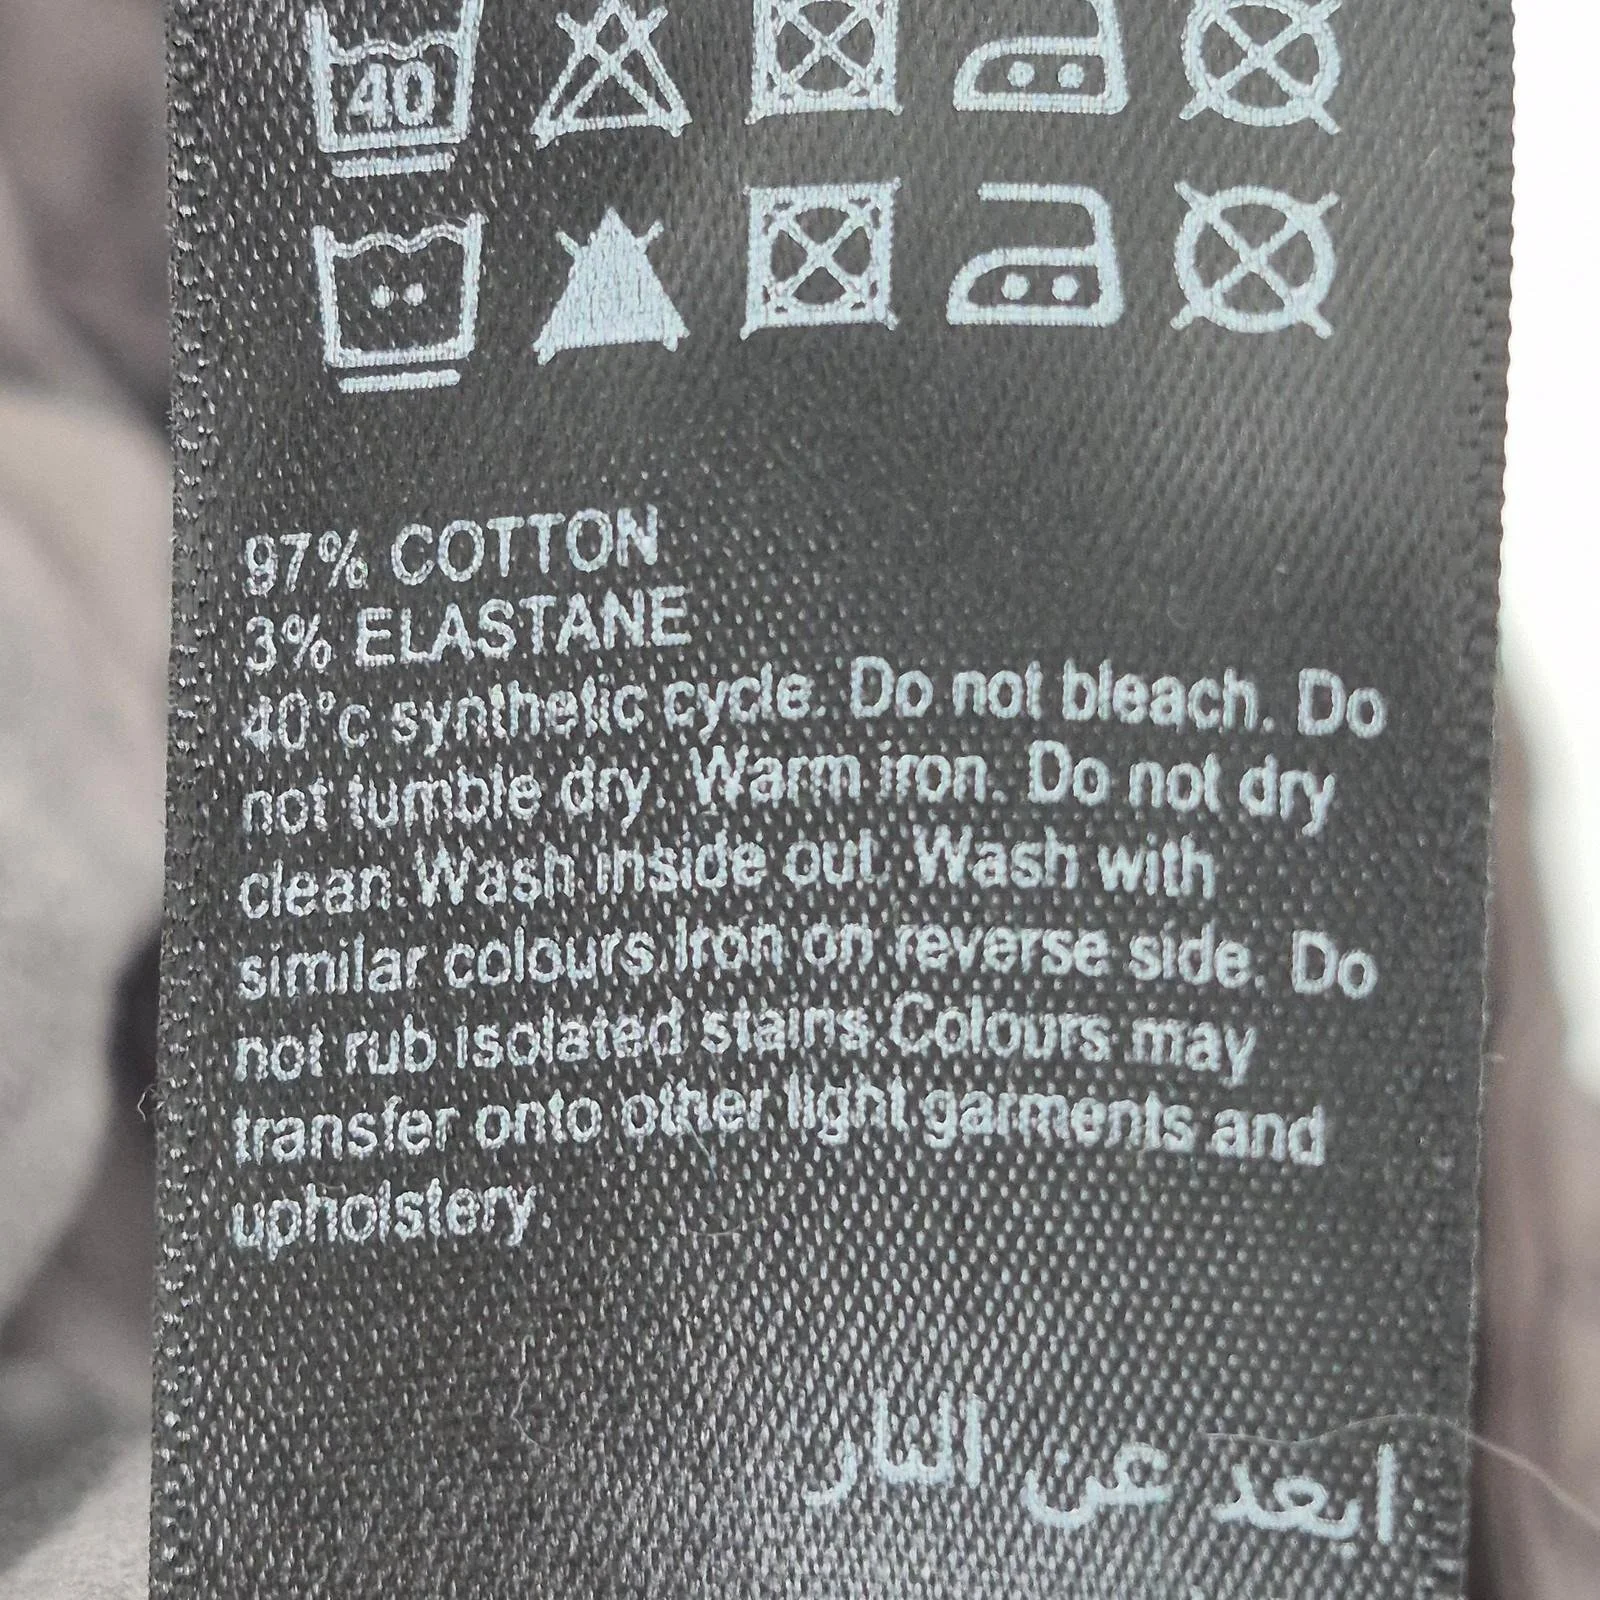 40
97% COTTON
3% ELASTANE
40°c synthetic cycle. Do not bleach. Do
not tumble dry. Warm iron. Do not dry
clean.Wash inside out. Wash with
similar colours.Iron on reverse side. Do
not rub isolated stains.Colours may
transfer onto other light garments and
upholstery.
ابعد عن النار